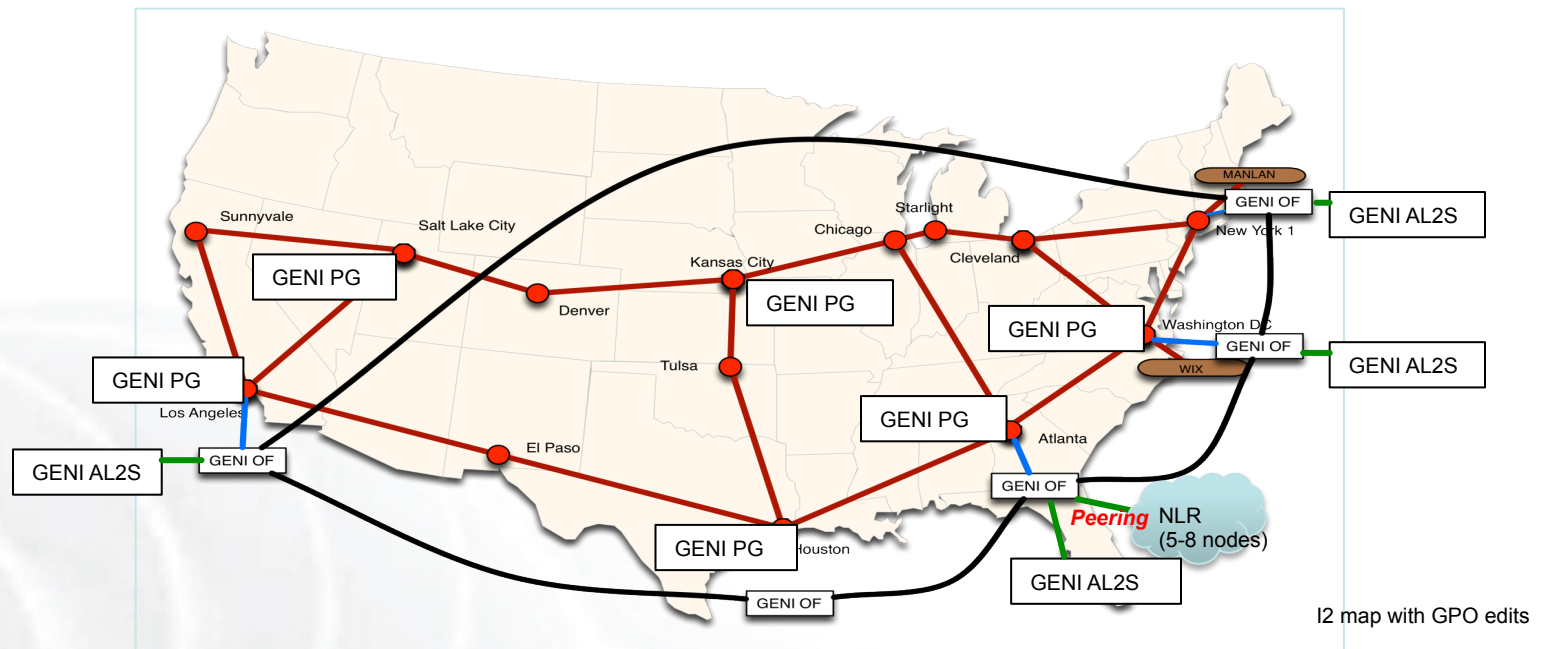 MANLAN
GENI OF
GENI AL2S
Starlight
Sunnyvale
Salt Lake City
Chicago
New York 1
Cleveland
Kansas City
GENI PG
GENI PG
Denver
GENI PG
Washington DC
GENI OF
GENI AL2S
WIX
Tulsa
GENI PG
Los Angeles
GENI PG
Atlanta
El Paso
GENI OF
GENI AL2S
GENI OF
Peering
NLR
(5-8 nodes)
GENI PG
Houston
GENI AL2S
GENI OF
I2 map with GPO edits